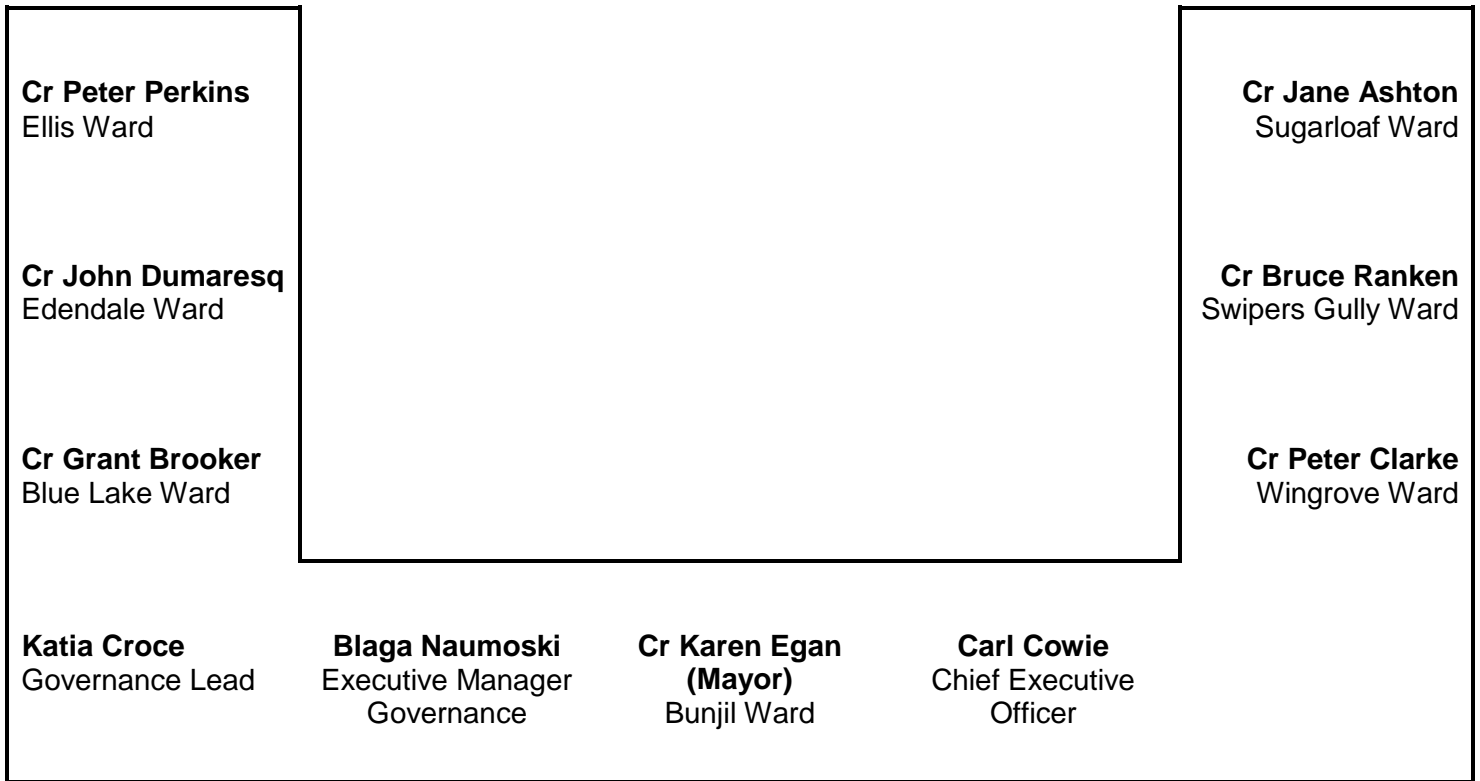 Cr Peter Perkins
Ellis Ward
Cr Jane Ashton
Sugarloaf Ward
Cr John Dumaresq
Edendale Ward
Cr Bruce Ranken
Swipers Gully Ward
Cr Grant Brooker
Blue Lake Ward
Cr Peter Clarke
Wingrove Ward
Katia Croce
Governance Lead
Blaga Naumoski
Executive Manager
Governance
Cr Karen Egan
(Mayor)
Bunjil Ward
Carl Cowie
Chief Executive
Officer